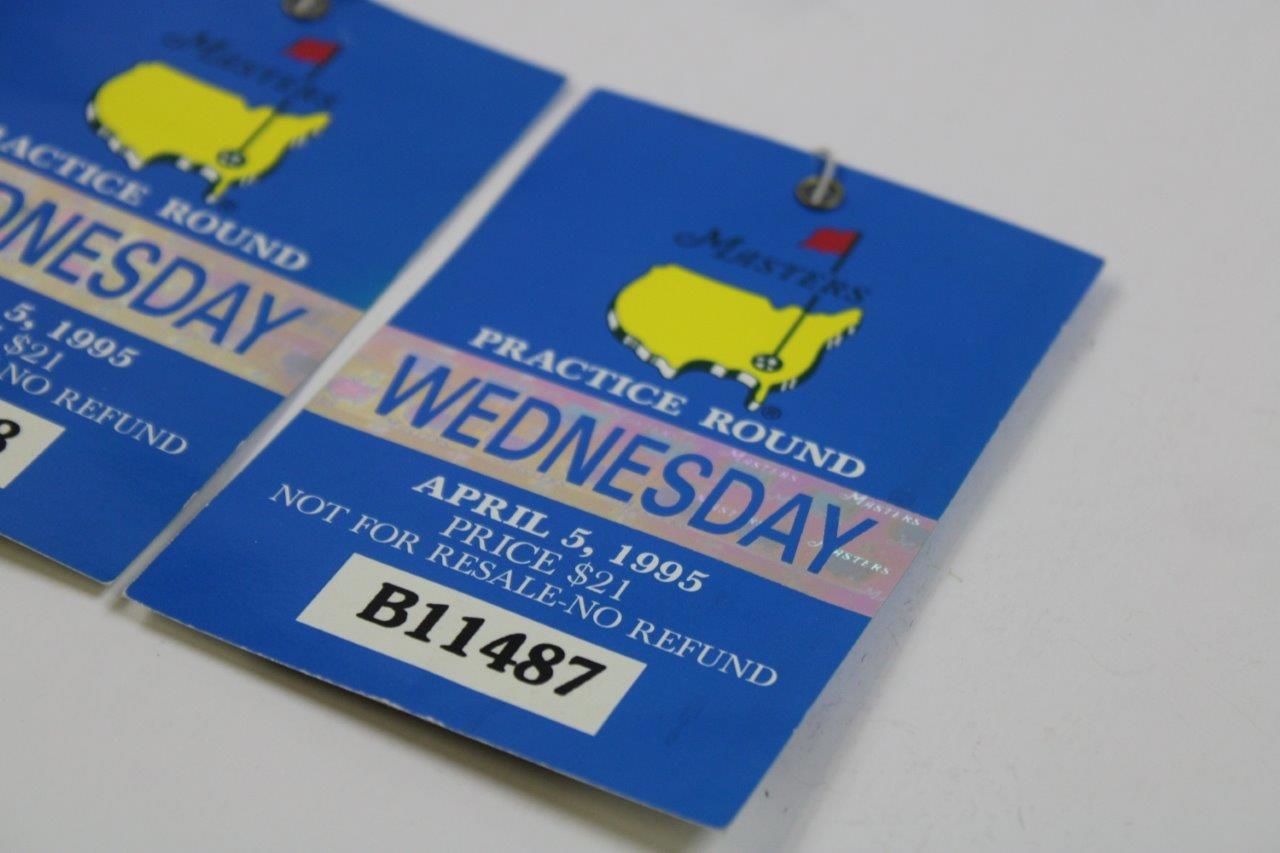 Masters
PRACTICE ROUND
WEDNESDAY
5, 1995
$21
NO REFUND
8
Masters
®
PRACTICE ROUND
WEDNESDAY
APRIL 5, 1995
PRICE $21
NOT FOR RESALE-NO REFUND
B11487